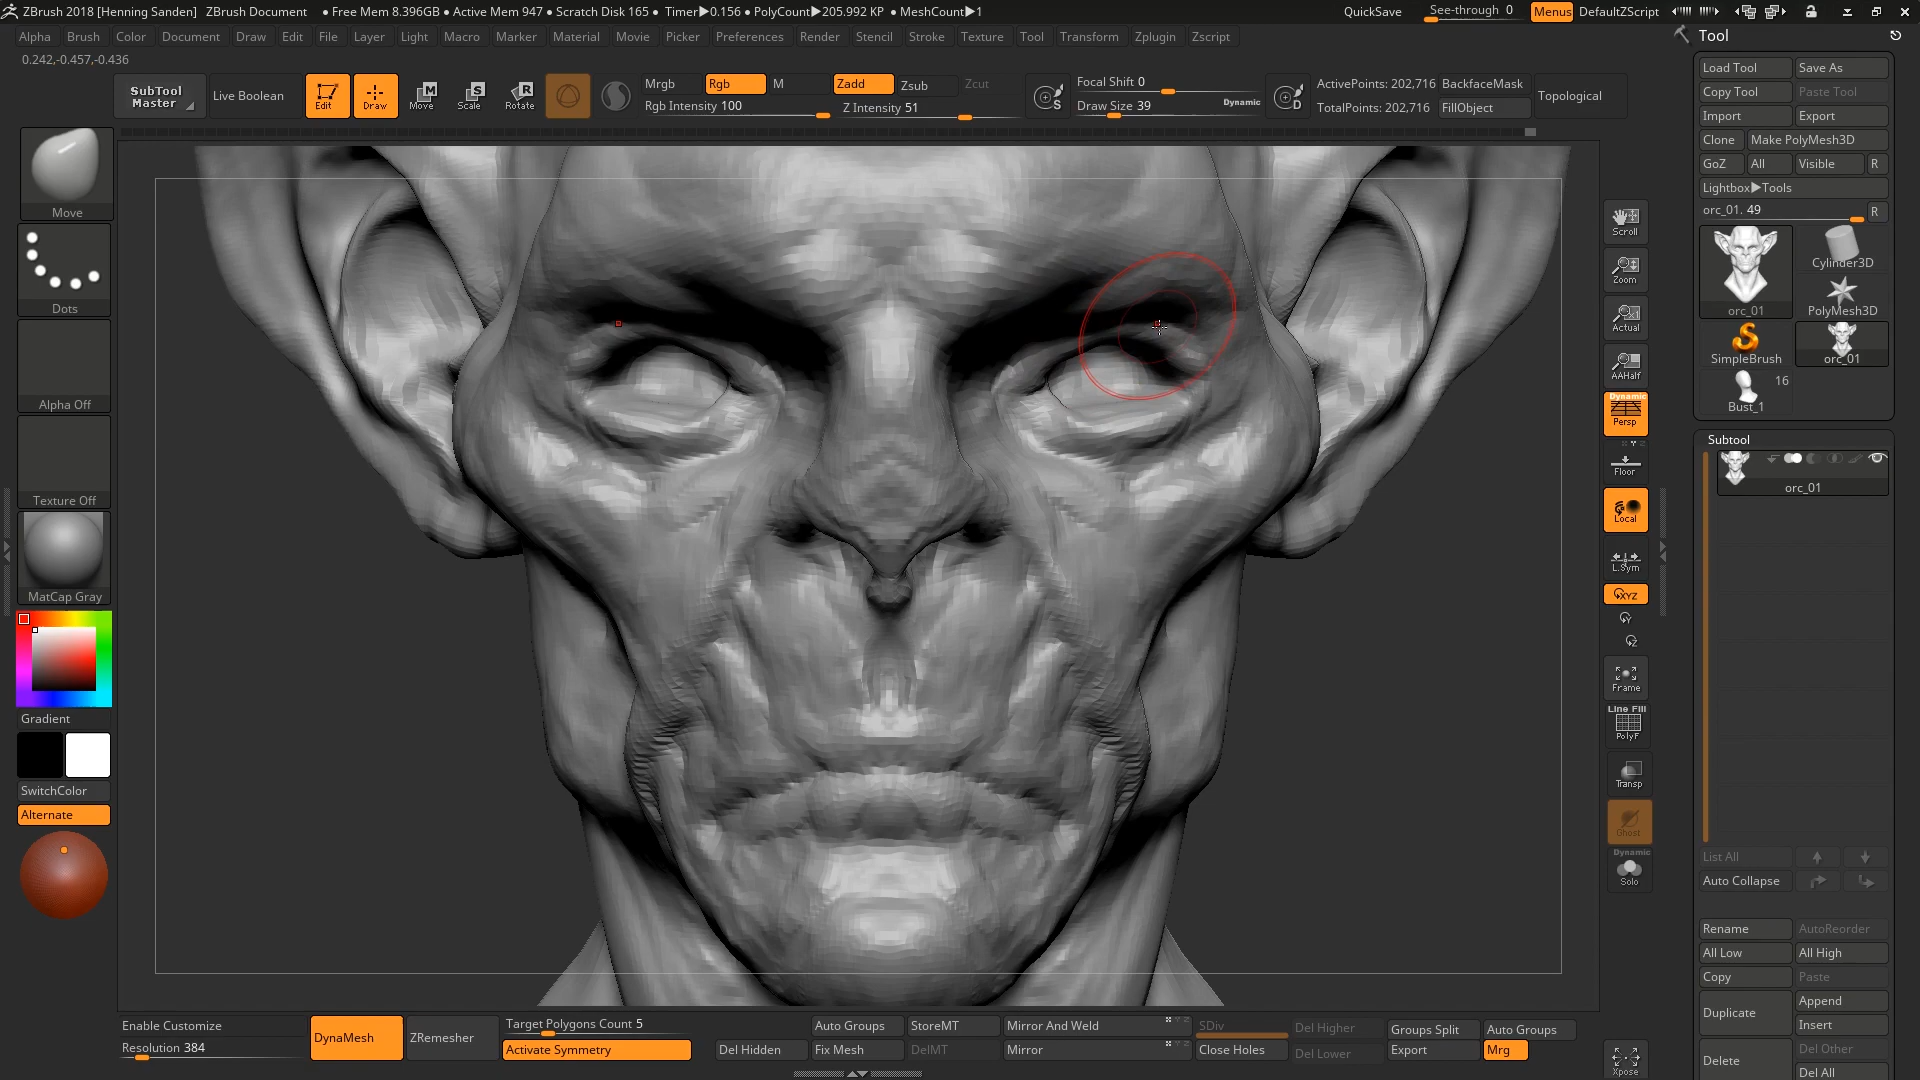 ZBrush 2018 [Henning Sanden] ZBrush Document • Free Mem 8.396GB • Active Mem 947 • Scratch Disk 165 • Timer▶0.156 • PolyCount▶205.992 KP • MeshCount▶1 QuickSave See-through 0 Menus DefaultZScript
Alpha Brush Color Document Draw Edit File Layer Light Macro Marker Material Movie Picker Preferences Render Stencil Stroke Texture Tool Transform Zplugin Zscript
0.242,-0.457,-0.436
SubTool Master
Live Boolean
Edit Draw Move Scale Rotate
Mrgb Rgb M Zadd Zsub Zcut
Rgb Intensity 100 Z Intensity 51
Focal Shift 0
Draw Size 39 Dynamic
ActivePoints: 202,716 BackfaceMask
TotalPoints: 202,716 FillObject
Topological
Move
Dots
Alpha Off
Texture Off
MatCap Gray
Gradient
SwitchColor
Alternate
Scroll
Zoom
Actual
AAHalf
Dynamic
Persp
Floor
Local
L.Sym
XYZ
Frame
Line Fill
PolyF
Transp
Ghost
Dynamic
Solo
Xpose
Tool
Load Tool Save As
Copy Tool Paste Tool
Import Export
Clone Make PolyMesh3D
GoZ All Visible R
Lightbox▶Tools
orc_01. 49 R
orc_01 Cylinder3D
PolyMesh3D
SimpleBrush orc_01
16
Bust_1
Subtool
orc_01
List All
Auto Collapse
Rename AutoReorder
All Low All High
Copy Paste
Duplicate Append
Insert
Delete Del Other
Del All
Enable Customize
Resolution 384
DynaMesh ZRemesher
Target Polygons Count 5
Activate Symmetry
Auto Groups StoreMT Mirror And Weld SDiv Del Higher Groups Split Auto Groups
Del Hidden Fix Mesh DelMT Mirror Close Holes Del Lower Export Mrg